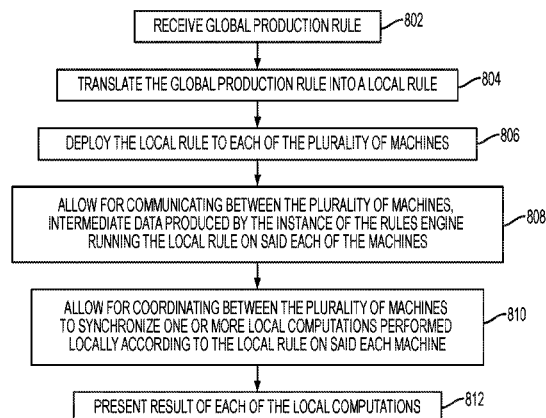 RECEIVE GLOBAL PRODUCTION RULE
802
TRANSLATE THE GLOBAL PRODUCTION RULE INTO A LOCAL RULE
804
DEPLOY THE LOCAL RULE TO EACH OF THE PLURALITY OF MACHINES
806
ALLOW FOR COMMUNICATING BETWEEN THE PLURALITY OF MACHINES,
INTERMEDIATE DATA PRODUCED BY THE INSTANCE OF THE RULES ENGINE
RUNNING THE LOCAL RULE ON SAID EACH OF THE MACHINES
808
ALLOW FOR COORDINATING BETWEEN THE PLURALITY OF MACHINES
TO SYNCHRONIZE ONE OR MORE LOCAL COMPUTATIONS PERFORMED
LOCALLY ACCORDING TO THE LOCAL RULE ON SAID EACH MACHINE
810
PRESENT RESULT OF EACH OF THE LOCAL COMPUTATIONS
812